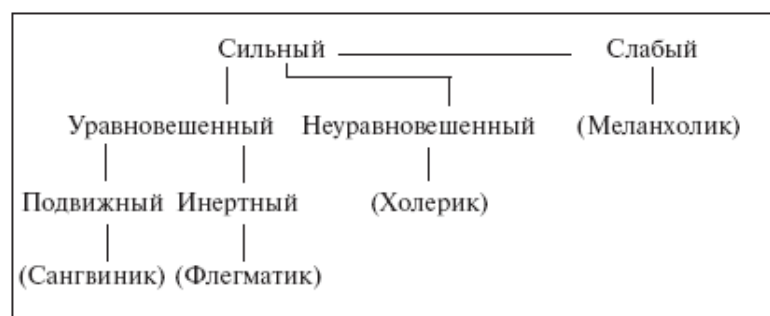 Сильный Слабый
Уравновешенный Неуравновешенный (Меланхолик)
Подвижный Инертный (Холерик)
(Сангвиник) (Флегматик)